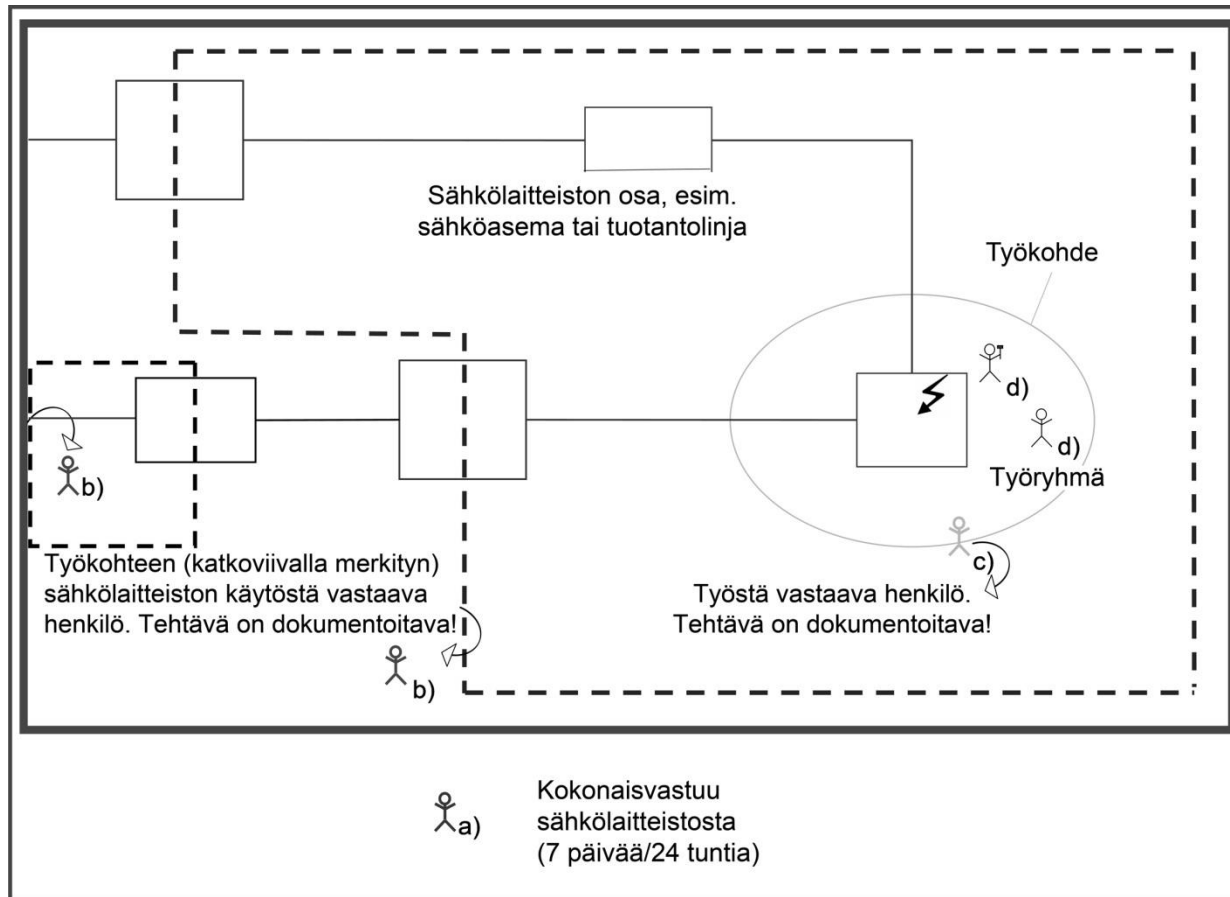 Sähkölaitteiston osa, esim.
sähköasema tai tuotantolinja
Työkohde
d)
d)
Työryhmä
b)
c)
Työkohteen (katkoviivalla merkityn)
sähkölaitteiston käytöstä vastaava
henkilö. Tehtävä on dokumentoitava!
b)
Työstä vastaava henkilö.
Tehtävä on dokumentoitava!
a)
Kokonaisvastuu
sähkölaitteistosta
(7 päivää/24 tuntia)